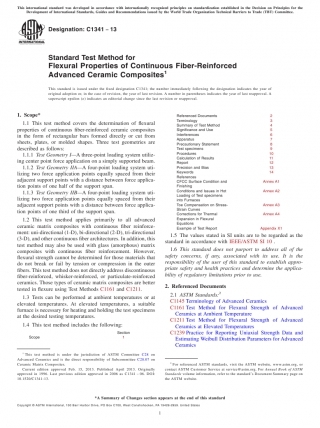 This international standard was developed in accordance with internationally recognized principles on standardization established in the Decision on Principles for the
Development of International Standards, Guides and Recommendations issued by the World Trade Organization Technical Barriers to Trade (TBT) Committee.
Designation: C1341 – 13
INTERNATIONAL
Standard Test Method for
Flexural Properties of Continuous Fiber-Reinforced
Advanced Ceramic Composites¹
This standard is issued under the fixed designation C1341; the number immediately following the designation indicates the year of
original adoption or, in the case of revision, the year of last revision. A number in parentheses indicates the year of last reapproval. A
superscript epsilon (ε) indicates an editorial change since the last revision or reapproval.
1. Scope*
1.1 This test method covers the determination of flexural
properties of continuous fiber-reinforced ceramic composites
in the form of rectangular bars formed directly or cut from
sheets, plates, or molded shapes. Three test geometries are
described as follows:
1.1.1 Test Geometry I—A three-point loading system utiliz-
ing center point force application on a simply supported beam.
1.1.2 Test Geometry IIA—A four-point loading system uti-
lizing two force application points equally spaced from their
adjacent support points with a distance between force applica-
tion points of one half of the support span.
1.1.3 Test Geometry IIB—A four-point loading system uti-
lizing two force application points equally spaced from their
adjacent support points with a distance between force applica-
tion points of one third of the support span.
1.2 This test method applies primarily to all advanced
ceramic matrix composites with continuous fiber reinforce-
ment: uni-directional (1-D), bi-directional (2-D), tri-directional
(3-D), and other continuous fiber architectures. In addition, this
test method may also be used with glass (amorphous) matrix
composites with continuous fiber reinforcement. However,
flexural strength cannot be determined for those materials that
do not break or fail by tension or compression in the outer
fibers. This test method does not directly address discontinuous
fiber-reinforced, whisker-reinforced, or particulate-reinforced
ceramics. Those types of ceramic matrix composites are better
tested in flexure using Test Methods C1161 and C1211.
1.3 Tests can be performed at ambient temperatures or at
elevated temperatures. At elevated temperatures, a suitable
furnace is necessary for heating and holding the test specimens
at the desired testing temperatures.
1.4 This test method includes the following:
Section
Scope 1
¹ This test method is under the jurisdiction of ASTM Committee C28 on
Advanced Ceramics and is the direct responsibility of Subcommittee C28.07 on
Ceramic Matrix Composites.
Current edition approved Feb. 15, 2013. Published April 2013. Originally
approved in 1996. Last previous edition approved in 2006 as C1341 – 06. DOI:
10.1520/C1341-13.
Referenced Documents 2
Terminology 3
Summary of Test Method 4
Significance and Use 5
Interferences 6
Apparatus 7
Precautionary Statement 8
Test specimens 9
Procedures 10
Calculation of Results 11
Report 12
Precision and Bias 13
Keywords 14
References
CFCC Surface Condition and Annex A1
Finishing
Conditions and Issues in Hot Annex A2
Loading of Test specimens
into Furnaces
Toe Compensation on Stress- Annex A3
Strain Curves
Corrections for Thermal Annex A4
Expansion in Flexural
Equations
Example of Test Report Appendix X1
1.5 The values stated in SI units are to be regarded as the
standard in accordance with IEEE/ASTM SI 10 .
1.6 This standard does not purport to address all of the
safety concerns, if any, associated with its use. It is the
responsibility of the user of this standard to establish appro-
priate safety and health practices and determine the applica-
bility of regulatory limitations prior to use.
2. Referenced Documents
2.1 ASTM Standards:²
C1145 Terminology of Advanced Ceramics
C1161 Test Method for Flexural Strength of Advanced
Ceramics at Ambient Temperature
C1211 Test Method for Flexural Strength of Advanced
Ceramics at Elevated Temperatures
C1239 Practice for Reporting Uniaxial Strength Data and
Estimating Weibull Distribution Parameters for Advanced
Ceramics
² For referenced ASTM standards, visit the ASTM website, www.astm.org, or
contact ASTM Customer Service at service@astm.org. For Annual Book of ASTM
Standards volume information, refer to the standard's Document Summary page on
the ASTM website.
*A Summary of Changes section appears at the end of this standard
Copyright © ASTM International, 100 Barr Harbor Drive, PO Box C700, West Conshohocken, PA 19428-2959. United States
1